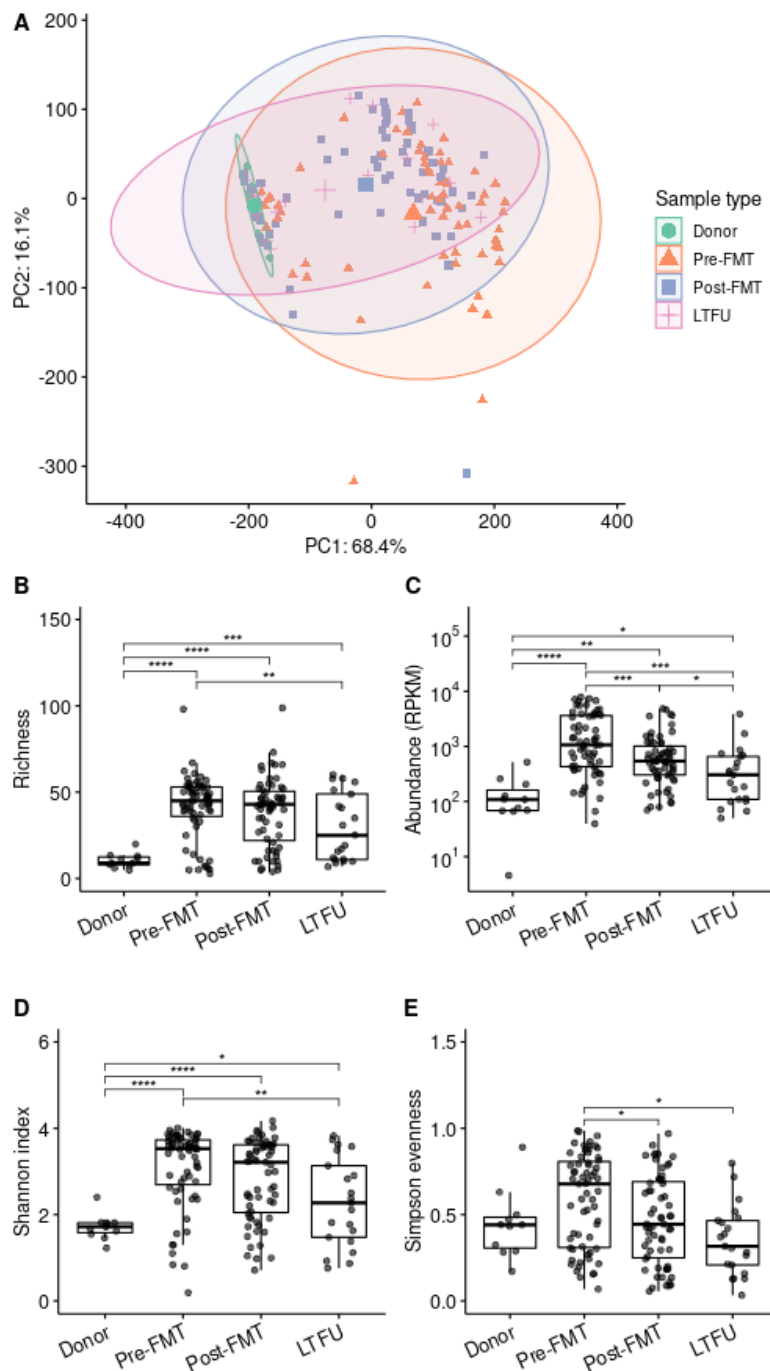 A
200
100
0
-100
-200
-300
PC2: 16.1%
-400
-200
0
200
400
PC1: 68.4%
Sample type
Donor
Pre-FMT
Post-FMT
LTFU
B
150
100
50
0
Richness
***
****
****
**
Donor
Pre-FMT
Post-FMT
LTFU
C
10^5
10^4
10^3
10^2
10^1
Abundance (RPKM)
*
**
****
***
***
*
Donor
Pre-FMT
Post-FMT
LTFU
D
6
4
2
0
Shannon index
*
****
****
**
Donor
Pre-FMT
Post-FMT
LTFU
E
1.5
1.0
0.5
0.0
Simpson evenness
*
*
Donor
Pre-FMT
Post-FMT
LTFU